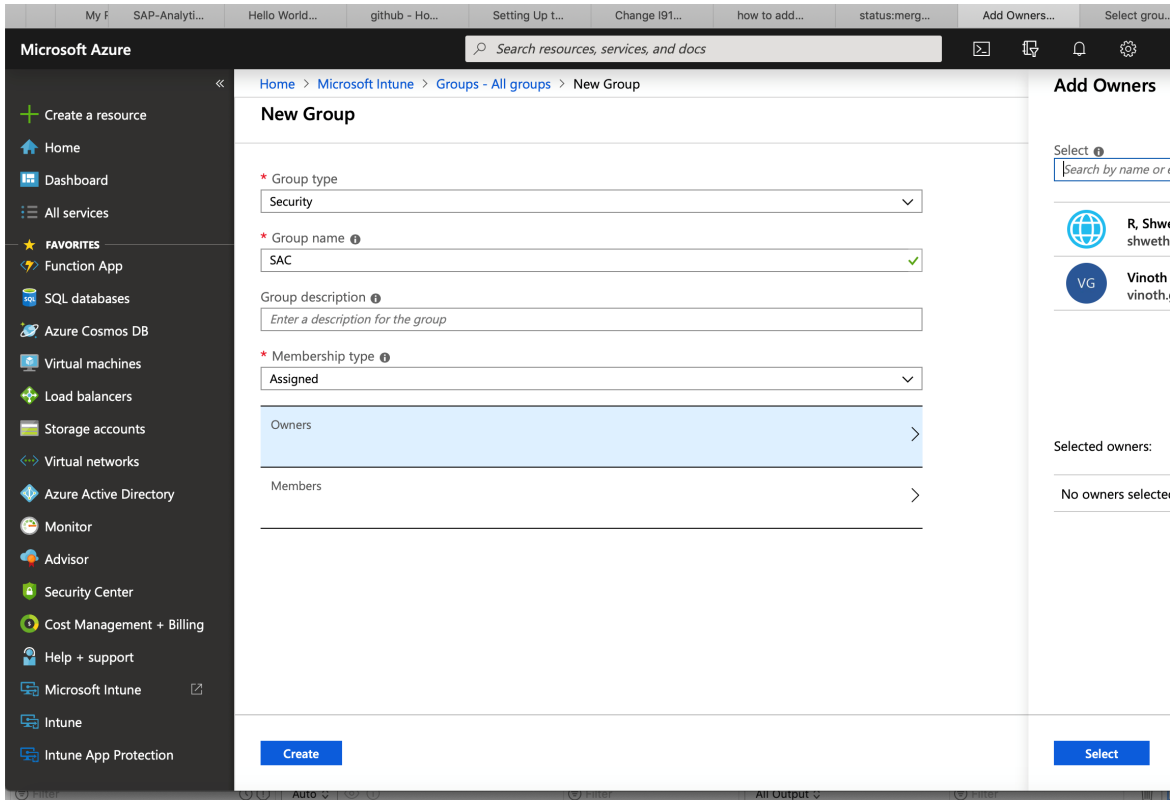 My F
SAP-Analyti...
Hello World...
github - Ho...
Setting Up t...
Change I91...
how to add...
status:merg...
Add Owners...
Select grou...
Microsoft Azure
Search resources, services, and docs
«
Create a resource
Home
Dashboard
All services
FAVORITES
Function App
SQL databases
Azure Cosmos DB
Virtual machines
Load balancers
Storage accounts
Virtual networks
Azure Active Directory
Monitor
Advisor
Security Center
Cost Management + Billing
Help + support
Microsoft Intune
Intune
Intune App Protection
Home > Microsoft Intune > Groups - All groups > New Group
New Group
* Group type
Security
* Group name
SAC
Group description
Enter a description for the group
* Membership type
Assigned
Owners
Members
Create
Add Owners
Select
Search by name or e
R, Shwe
shweth
VG
Vinoth
vinoth.g
Selected owners:
No owners selected
Select
Filter
Auto
Filter
All Output
Filter